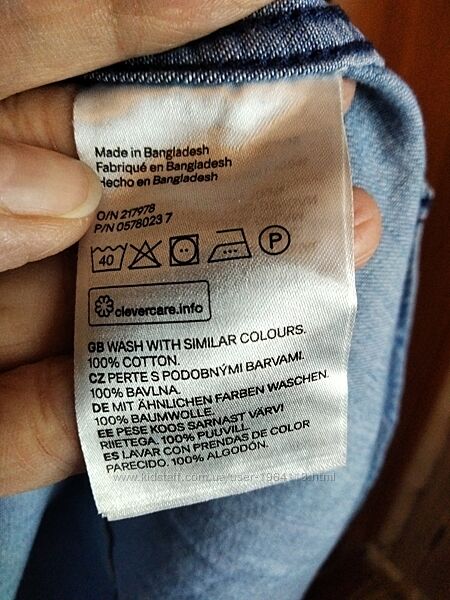 Made in Bangladesh
Fabriqué en Bangladesh
Hecho en Bangladesh
O/N 217978
P/N 0578023 7
40 P
clevercare.info
GB WASH WITH SIMILAR COLOURS.
100% COTTON.
CZ PERTE S PODOBNÝMI BARVAMI.
100% BAVLNA.
DE MIT ÄHNLICHEN FARBEN WASCHEN.
100% BAUMWOLLE.
EE PESE KOOS SARNAST VÄRVI
RIIETEGA. 100% PUUVILL.
ES LAVAR CON PRENDAS DE COLOR
PARECIDO. 100% ALGODÓN.